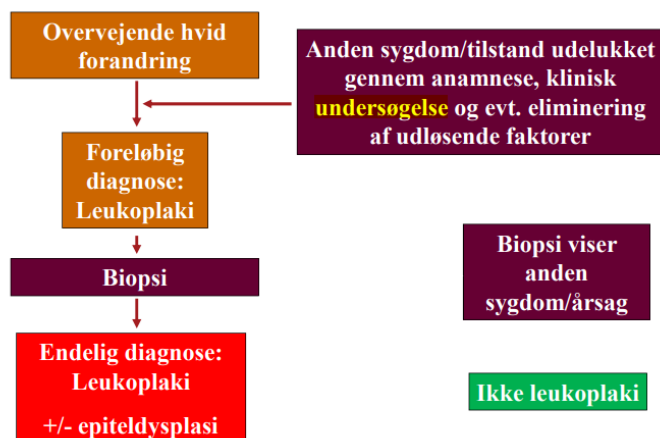 Overvejende hvid
forandring
Anden sygdom/tilstand udelukket
gennem anamnese, klinisk
undersøgelse og evt. eliminering
af udløsende faktorer
Foreløbig
diagnose:
Leukoplaki
Biopsi
Biopsi viser
anden
sygdom/årsag
Endelig diagnose:
Leukoplaki
+/- epiteldysplasi
Ikke leukoplaki